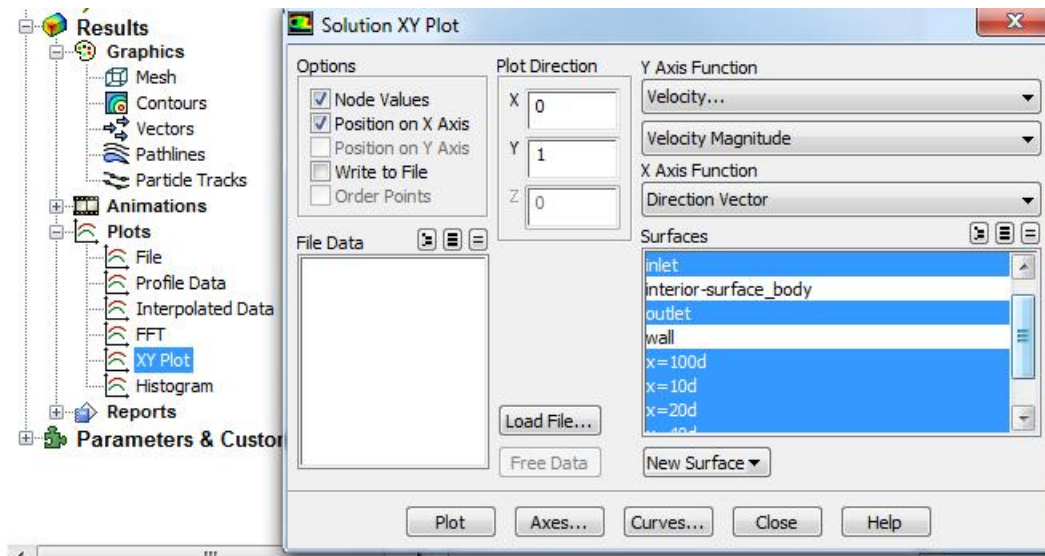 Results
Graphics
Mesh
Contours
Vectors
Pathlines
Particle Tracks
Animations
Plots
File
Profile Data
Interpolated Data
FFT
XY Plot
Histogram
Reports
Parameters & Custor
Solution XY Plot
Options
Node Values
Position on X Axis
Position on Y Axis
Write to File
Order Points
Plot Direction
X 0
Y 1
Z 0
Y Axis Function
Velocity...
Velocity Magnitude
X Axis Function
Direction Vector
File Data
Surfaces
inlet
interior-surface_body
outlet
wall
x=100d
x=10d
x=20d
Load File...
Free Data
New Surface
Plot Axes... Curves... Close Help